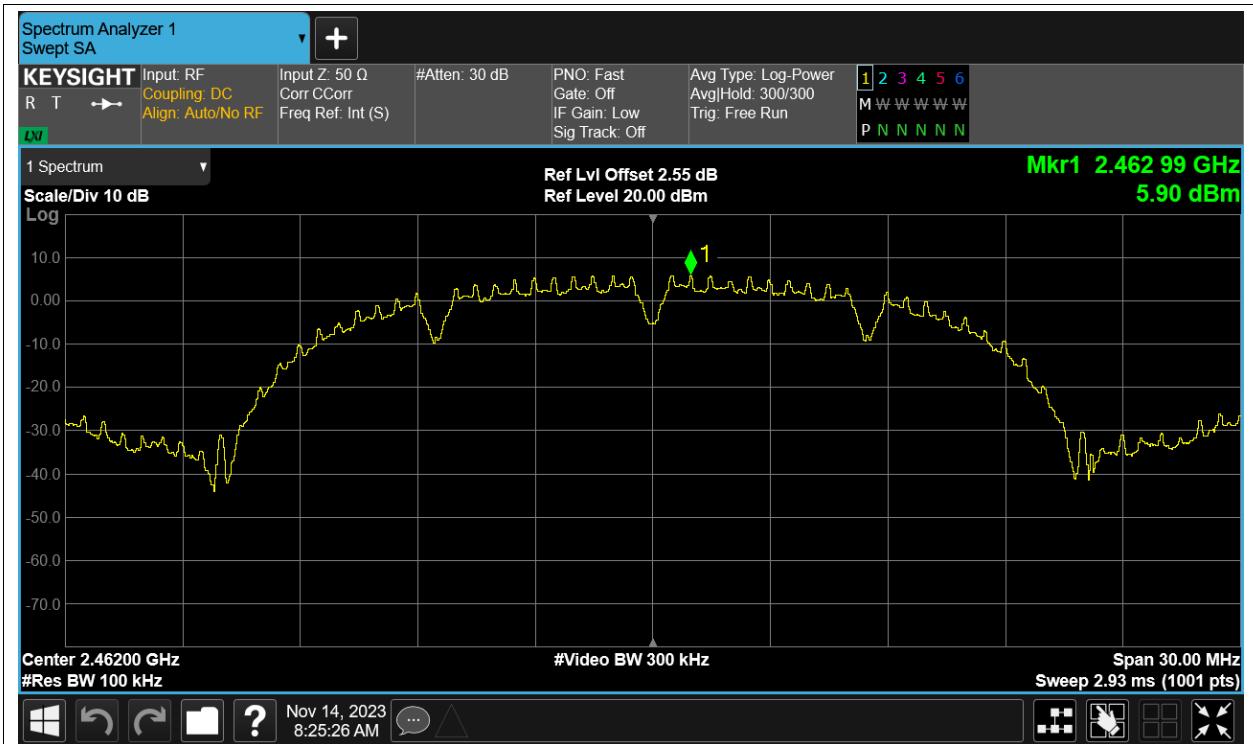 Spectrum Analyzer 1
Swept SA
KEYSIGHT
R T
LXI
Input: RF
Coupling: DC
Align: Auto/No RF
Input Z: 50 Ω
Corr CCorr
Freq Ref: Int (S)
#Atten: 30 dB
PNO: Fast
Gate: Off
IF Gain: Low
Sig Track: Off
Avg Type: Log-Power
Avg|Hold: 300/300
Trig: Free Run
1 2 3 4 5 6
M W W W W W
P N N N N N
1 Spectrum
Scale/Div 10 dB
Log
Ref Lvl Offset 2.55 dB
Ref Level 20.00 dBm
Mkr1 2.462 99 GHz
5.90 dBm
1
10.0
0.00
-10.0
-20.0
-30.0
-40.0
-50.0
-60.0
-70.0
Center 2.46200 GHz
#Res BW 100 kHz
#Video BW 300 kHz
Span 30.00 MHz
Sweep 2.93 ms (1001 pts)
?
Nov 14, 2023
8:25:26 AM